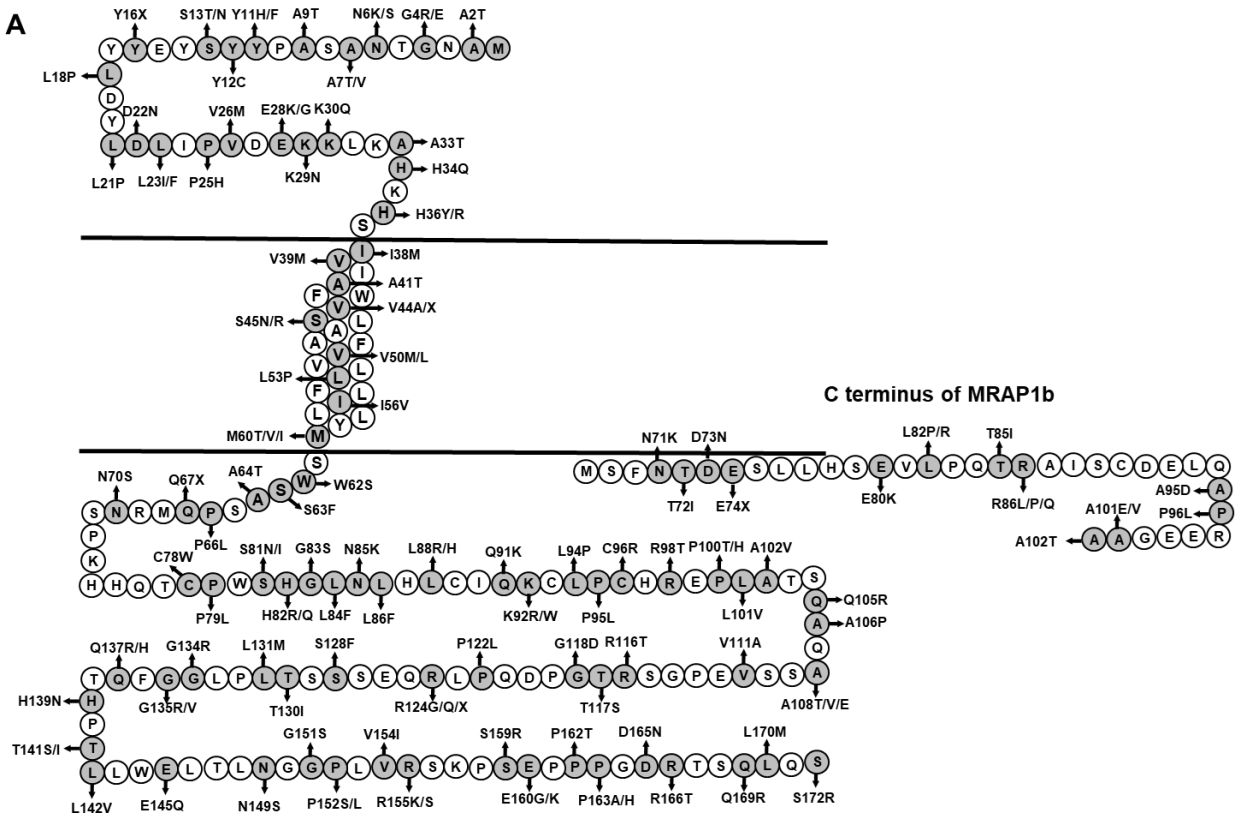 A
Y16X S13T/N Y11H/F A9T N6K/S G4R/E A2T
Y Y E Y S Y Y P A S A N T G N A M
L18P L Y12C A7T/V
D
D22N V26M E28K/G K30Q
Y
L D L I P V D E K K L K A A33T
L21P L23I/F P25H K29N H H34Q
K
H H36Y/R
S
V39M V I I38M
I
A A41T
F W
V V44A/X
S45N/R S L
A
A F
V V50M/L
V L
L53P L
F L
I I56V
L L
Y
M60T/V/I M
S
C terminus of MRAP1b
N71K D73N L82P/R T85I
M S F N T D E S L L H S E V L P Q T R A I S C D E L Q
T72I E74X E80K R86L/P/Q
A95D A
P96L P
A101E/V
A102T A A G E E R
N70S Q67X A64T W W62S
S N R M Q P S A S S63F
P P66L
K
C78W S81N/I G83S N85K L88R/H Q91K L94P C96R R98T P100T/H A102V
H H Q T C P W S H G L N L H L C I Q K C L P C H R E P L A T S
P79L H82R/Q L84F L86F K92R/W P95L L101V
Q Q105R
A A106P
Q
Q137R/H G134R L131M S128F P122L G118D R116T V111A
T Q F G G L P L T S S S E Q R L P Q D P G T R S G P E V S S A
H139N H G135R/V T130I R124G/Q/X T117S A108T/V/E
P
T141S/I T
G151S V154I S159R P162T D165N L170M
L L W E L T L N G G P L V R S K P S E P P P G D R T S Q L Q S
L142V E145Q N149S P152S/L R155K/S E160G/K P163A/H R166T Q169R S172R